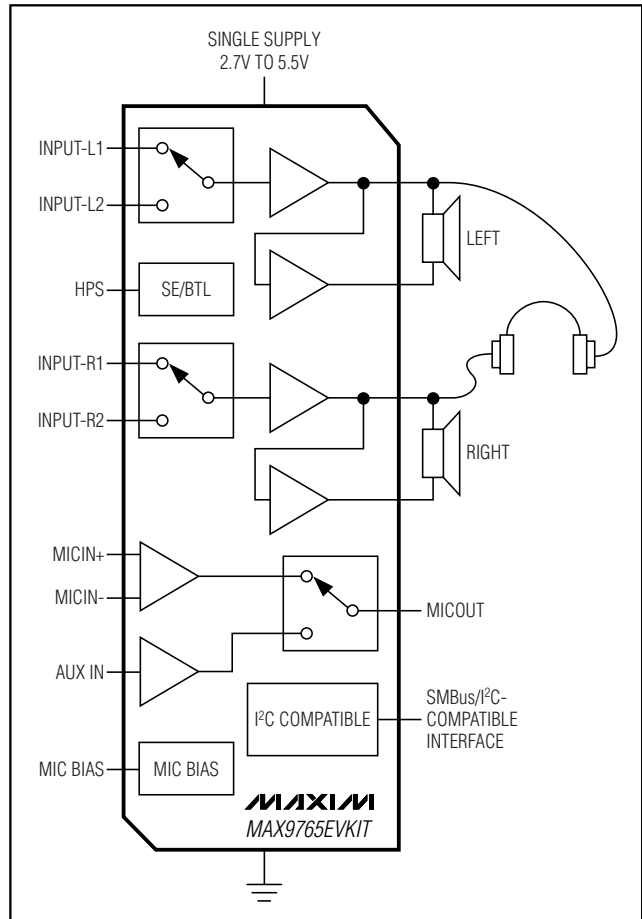 SINGLE SUPPLY
2.7V TO 5.5V
INPUT-L1
INPUT-L2
LEFT
HPS
SE/BTL
INPUT-R1
INPUT-R2
RIGHT
MICIN+
MICIN-
MICOUT
AUX IN
I²C COMPATIBLE
SMBus/I²C-
COMPATIBLE
INTERFACE
MIC BIAS
MIC BIAS
MAXIM
MAX9765EVKIT